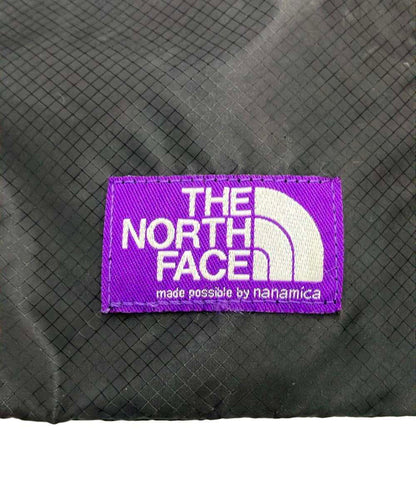 THE
NORTH
FACE
made possible by nanamica